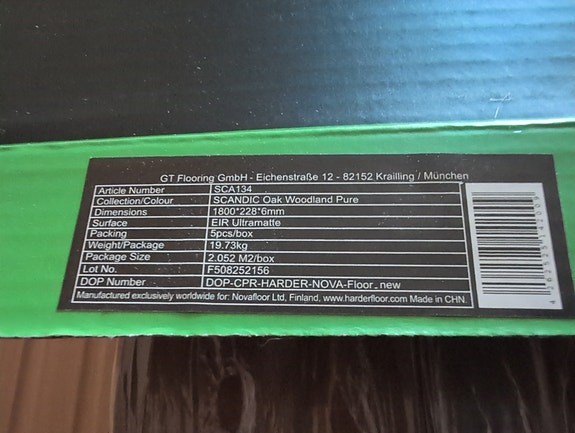 GT Flooring GmbH - Eichenstraße 12 - 82152 Krailling / München
Article Number SCA134
Collection/Colour SCANDIC Oak Woodland Pure
Dimensions 1800*228*6mm
Surface EIR Ultramatte
Packing 5pcs/box
Weight/Package 19.73kg
Package Size 2.052 M2/box
Lot No. F508252156
DOP Number DOP-CPR-HARDER-NOVA-Floor_new
Manufactured exclusively worldwide for: Novafloor Ltd, Finland, www.harderfloor.com Made in CHN.